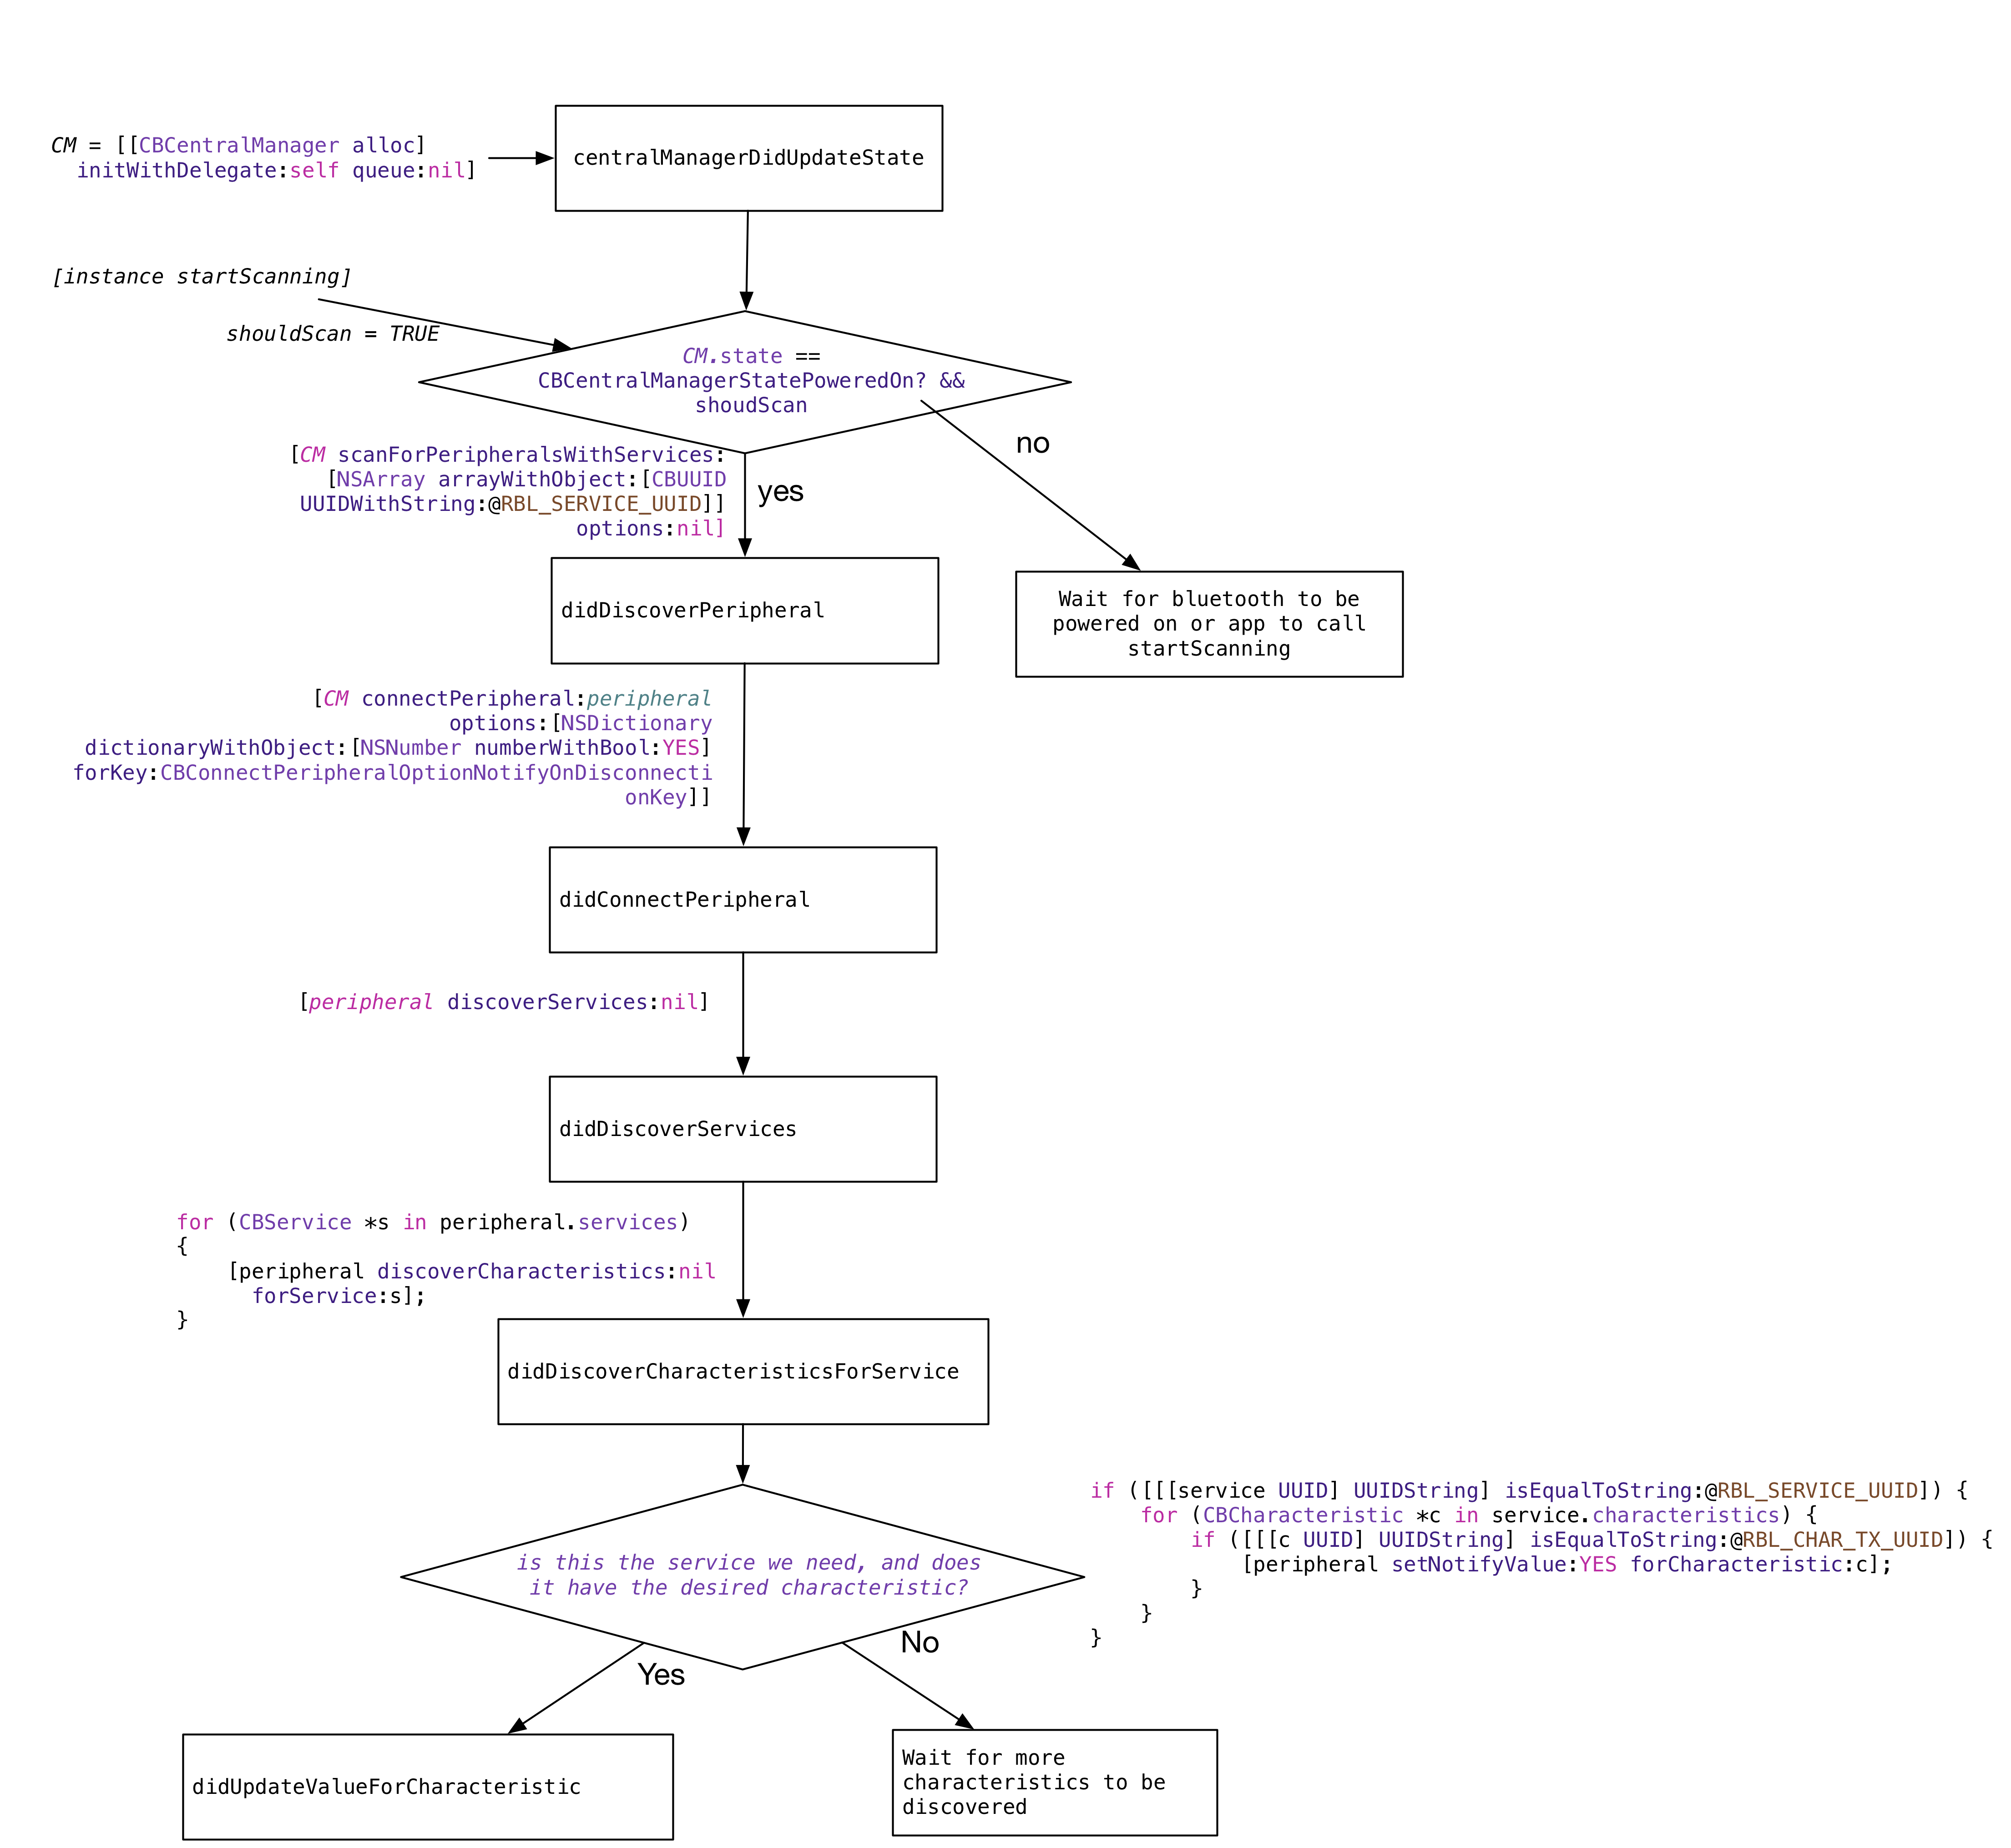 CM = [[CBCentralManager alloc]
initWithDelegate:self queue:nil]
centralManagerDidUpdateState
[instance startScanning]
shouldScan = TRUE
CM.state ==
CBCentralManagerStatePoweredOn? &&
shoudScan
no
[CM scanForPeripheralsWithServices:
[NSArray arrayWithObject:[CBUUID
UUIDWithString:@RBL_SERVICE_UUID]]
options:nil]
yes
didDiscoverPeripheral
Wait for bluetooth to be
powered on or app to call
startScanning
[CM connectPeripheral:peripheral
options:[NSDictionary
dictionaryWithObject:[NSNumber numberWithBool:YES]
forKey:CBConnectPeripheralOptionNotifyOnDisconnecti
onKey]]
didConnectPeripheral
[peripheral discoverServices:nil]
didDiscoverServices
for (CBService *s in peripheral.services)
{
[peripheral discoverCharacteristics:nil
forService:s];
}
didDiscoverCharacteristicsForService
is this the service we need, and does
it have the desired characteristic?
if ([[[service UUID] UUIDString] isEqualToString:@RBL_SERVICE_UUID]) {
for (CBCharacteristic *c in service.characteristics) {
if ([[[c UUID] UUIDString] isEqualToString:@RBL_CHAR_TX_UUID]) {
[peripheral setNotifyValue:YES forCharacteristic:c];
}
}
}
Yes
No
didUpdateValueForCharacteristic
Wait for more
characteristics to be
discovered